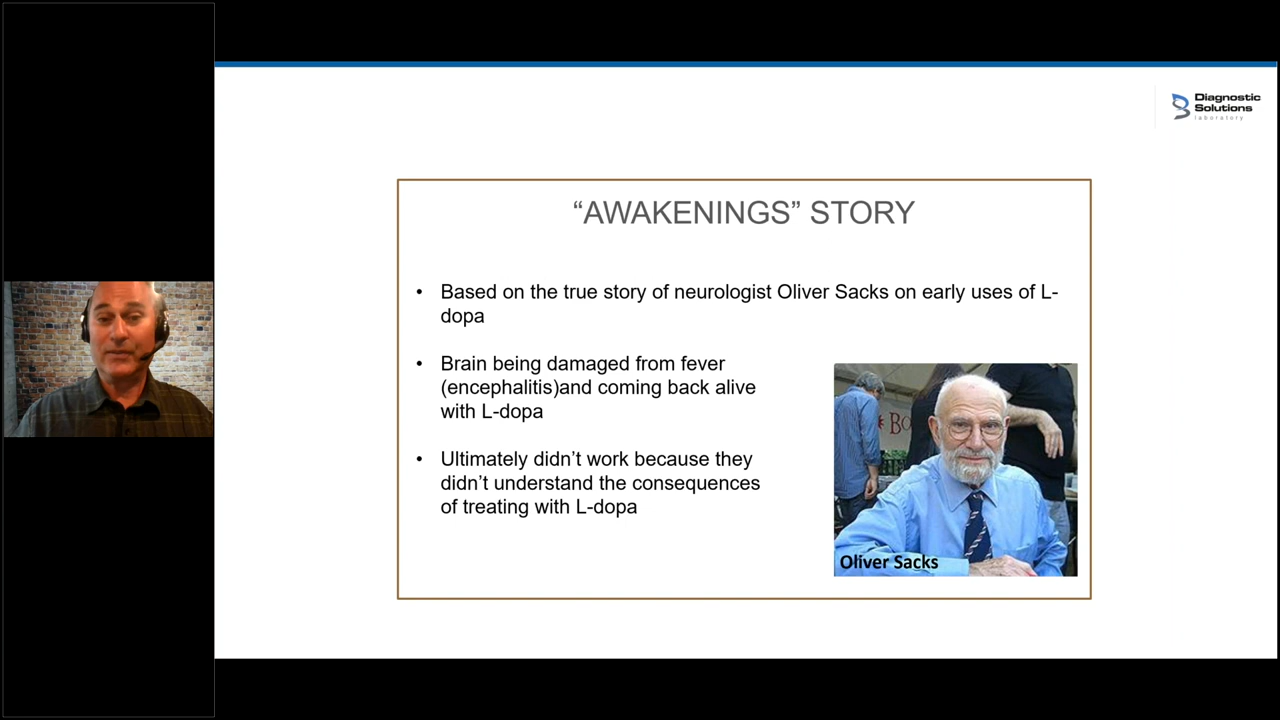 Diagnostic
Solutions
laboratory
“AWAKENINGS” STORY
• Based on the true story of neurologist Oliver Sacks on early uses of L-
dopa
• Brain being damaged from fever
(encephalitis)and coming back alive
with L-dopa
• Ultimately didn’t work because they
didn’t understand the consequences
of treating with L-dopa
Oliver Sacks